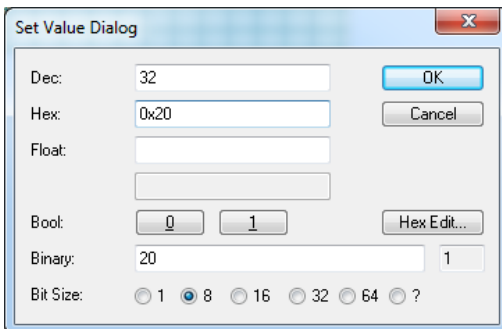 Set Value Dialog
Dec: 32 OK
Hex: 0x20 Cancel
Float:
Bool: 0 1 Hex Edit...
Binary: 20 1
Bit Size: 1 8 16 32 64 ?